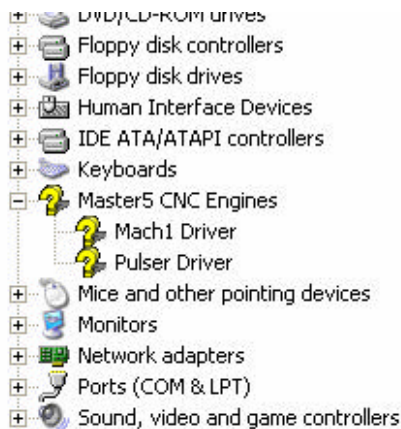 DVD/CD-ROM drives
Floppy disk controllers
Floppy disk drives
Human Interface Devices
IDE ATA/ATAPI controllers
Keyboards
Master5 CNC Engines
Mach1 Driver
Pulser Driver
Mice and other pointing devices
Monitors
Network adapters
Ports (COM & LPT)
Sound, video and game controllers